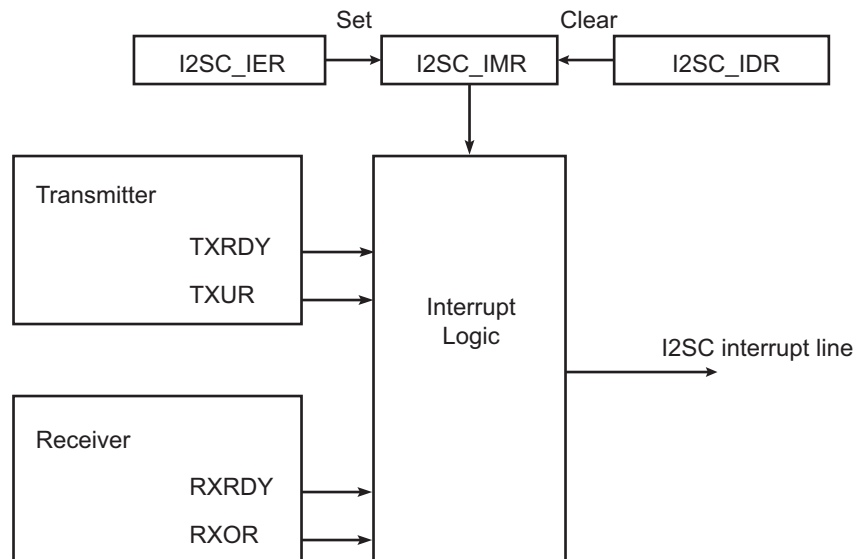 Set
Clear
I2SC_IER
I2SC_IMR
I2SC_IDR
Transmitter
TXRDY
TXUR
Interrupt
Logic
I2SC interrupt line
Receiver
RXRDY
RXOR